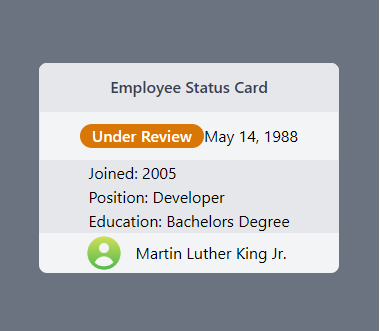 Employee Status Card
Under Review May 14, 1988
Joined: 2005
Position: Developer
Education: Bachelors Degree
Martin Luther King Jr.